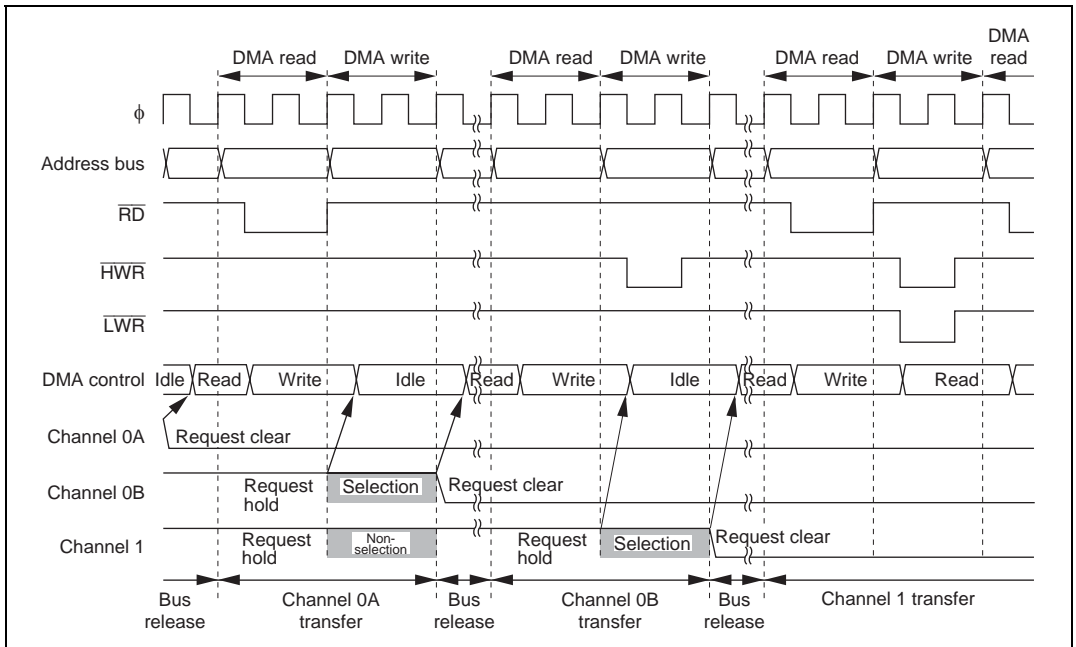 DMA read DMA write DMA read DMA write DMA read DMA write DMA
read
φ
Address bus
RD
HWR
LWR
DMA control Idle Read Write Idle Read Write Idle Read Write Read
Channel 0A Request clear
Channel 0B Request
hold Selection Request clear
Channel 1 Request
hold Non-
selection Request
hold Selection Request clear
Bus
release Channel 0A
transfer Bus
release Channel 0B
transfer Bus
release Channel 1 transfer